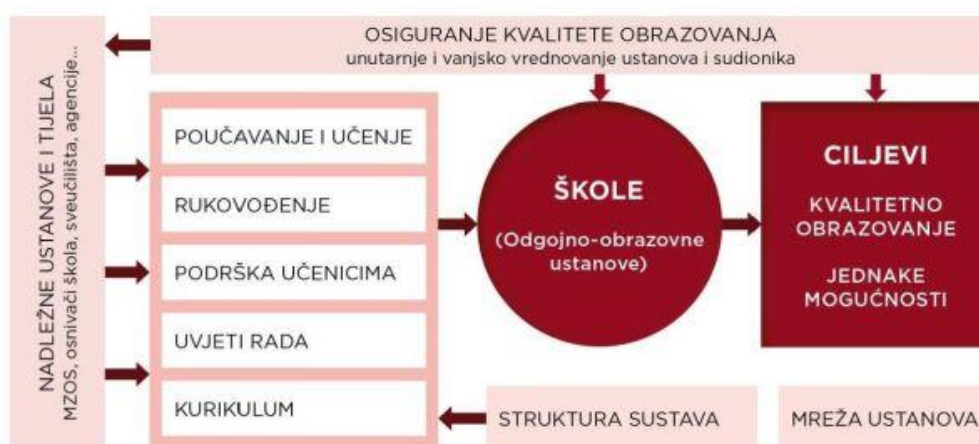 OSIGURANJE KVALITETE OBRAZOVANJA
unutarnje i vanjsko vrednovanje ustanova i sudionika
NADLEŽNE USTANOVE I TIJELA
MZOS, osnivači škola, sveučilišta, agencije...
POUČAVANJE I UČENJE
RUKOVOĐENJE
PODRŠKA UČENICIMA
UVJETI RADA
KURIKULUM
ŠKOLE
(Odgojno-obrazovne
ustanove)
CILJEVI
KVALITETNO
OBRAZOVANJE
JEDNAKE
MOGUĆNOSTI
STRUKTURA SUSTAVA
MREŽA USTANOVA